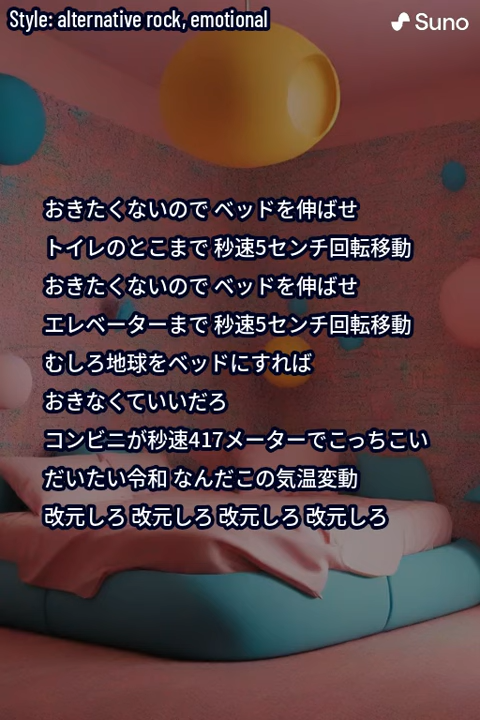 Style: alternative rock, emotional
Suno
おきたくないので ベッドを伸ばせ
トイレのとこまで 秒速5センチ回転移動
おきたくないので ベッドを伸ばせ
エレベーターまで 秒速5センチ回転移動
むしろ地球をベッドにすれば
おきなくていいだろ
コンビニが秒速417メーターでこっちこい
だいたい令和 なんだこの気温変動
改元しろ 改元しろ 改元しろ 改元しろ